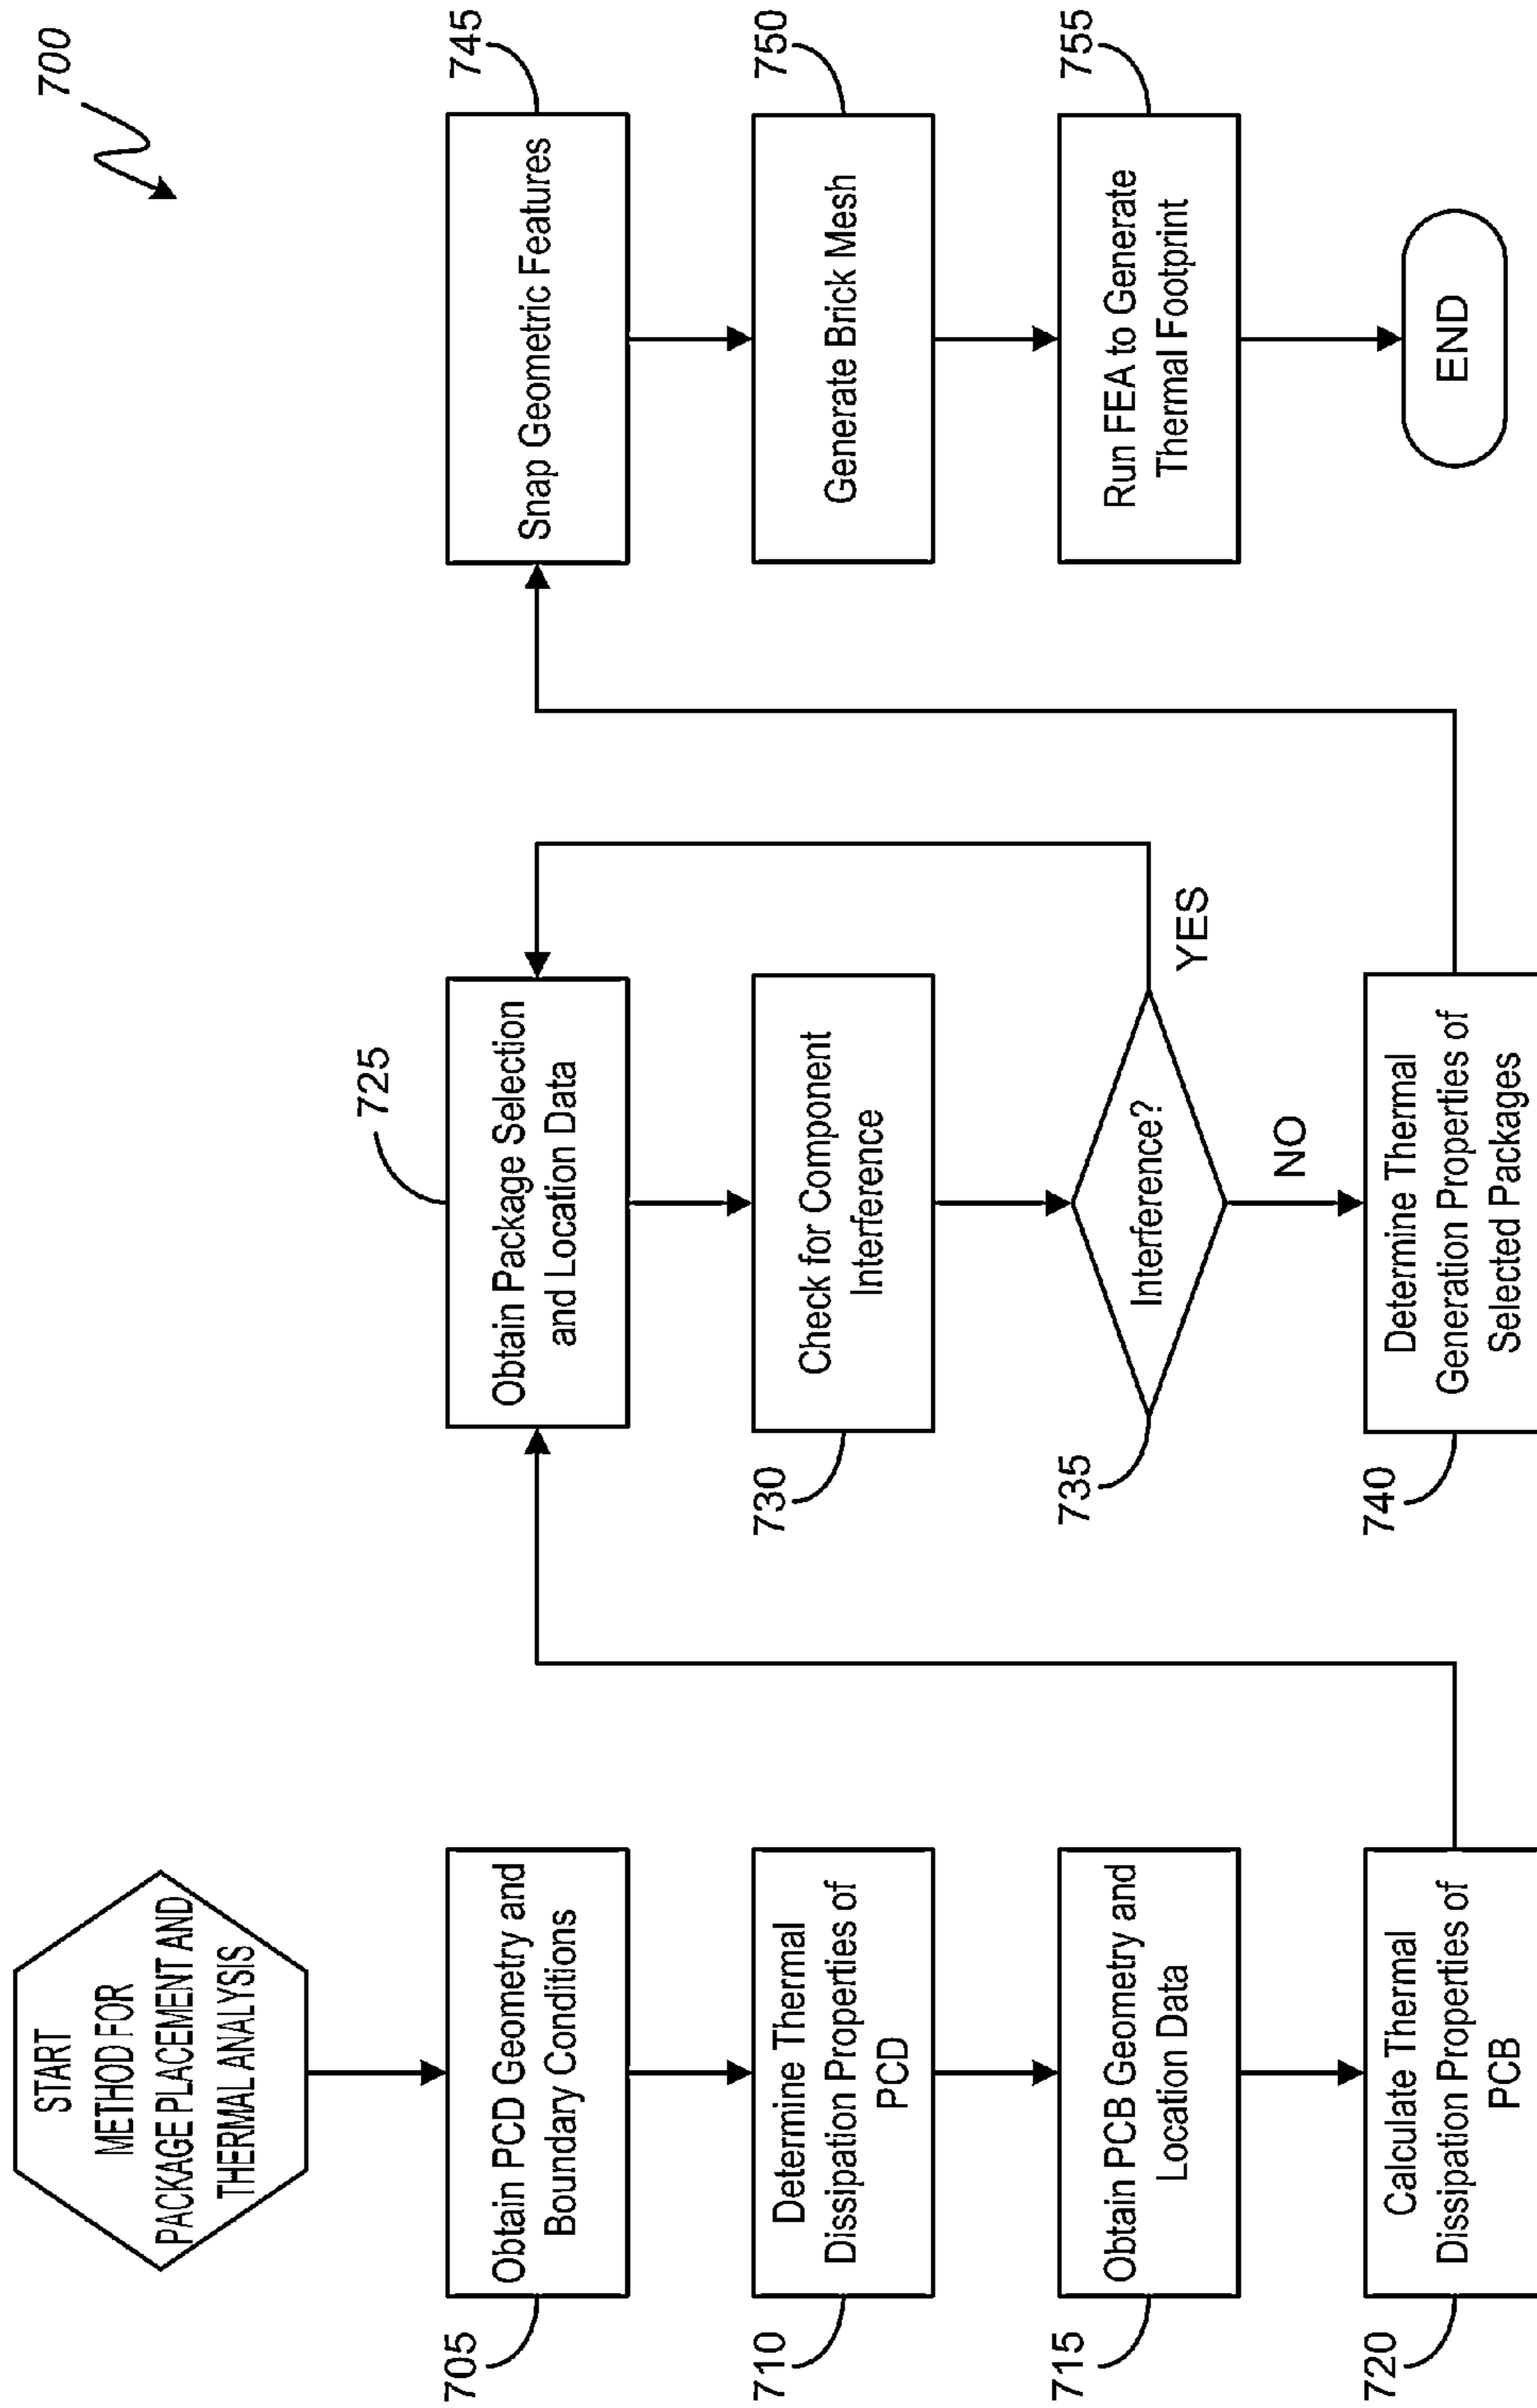 700
START
METHOD FOR
PACKAGE PLACEMENT AND
THERMAL ANALYSIS
705
Obtain PCD Geometry and
Boundary Conditions
710
Determine Thermal
Dissipation Properties of
PCD
715
Obtain PCB Geometry and
Location Data
720
Calculate Thermal
Dissipation Properties of
PCB
725
Obtain Package Selection
and Location Data
730
Check for Component
Interference
735
Interference?
YES
NO
740
Determine Thermal
Generation Properties of
Selected Packages
745
Snap Geometric Features
750
Generate Brick Mesh
755
Run FEA to Generate
Thermal Footprint
END